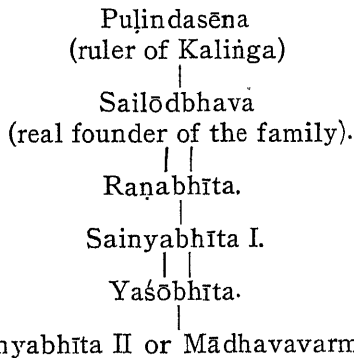 Puḷindasēna
(ruler of Kaliṅga)
Sailōdbhava
(real founder of the family).
Raṇabhīta.
Sainyabhīta I.
Yaśōbhīta.
nyabhīta II or Mādhavavarm